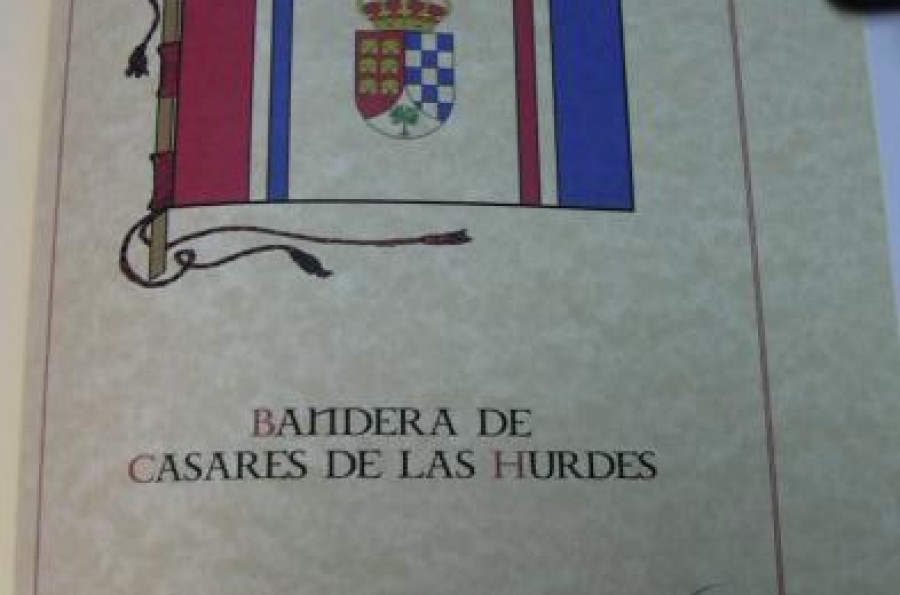 BANDERA DE
CASARES DE LAS HURDES